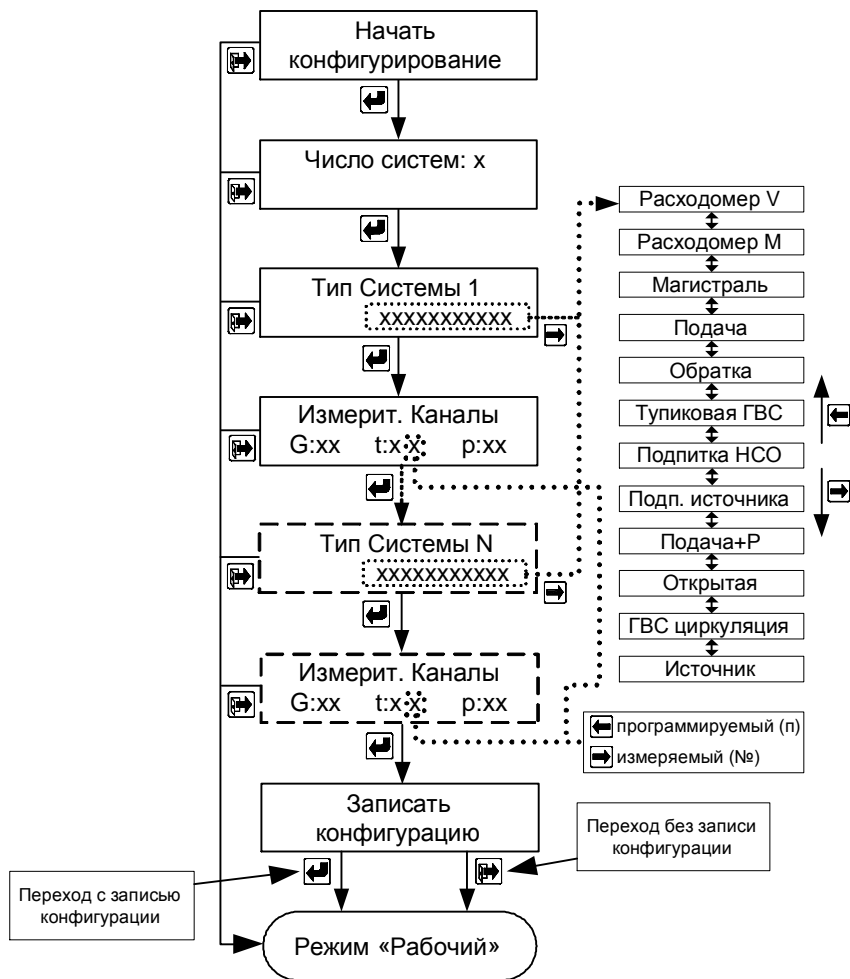 Начать
конфигурирование
Число систем: x
Тип Системы 1
xxxxxxxxxxx
Измерит. Каналы
G:xx t:x x p:xx
Тип Системы N
xxxxxxxxxxx
Измерит. Каналы
G:xx t:x x p:xx
Записать
конфигурацию
Режим «Рабочий»
Переход с записью
конфигурации
Переход без записи
конфигурации
Расходомер V
Расходомер M
Магистраль
Подача
Обратка
Тупиковая ГВС
Подпитка НСО
Подп. источника
Подача+Р
Открытая
ГВС циркуляция
Источник
программируемый (п)
измеряемый (№)